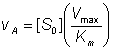 v_A = [S_0] (V_max / K_m)